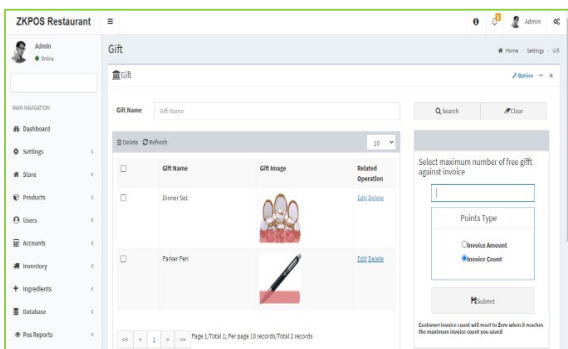 ZKPOS Restaurant
Admin
Admin
Online
Gift
Home > Settings > Gift
Gift
Option
Gift Name
Gift Name
Search
Clear
MAIN NAVIGATION
Dashboard
Settings
Store
Products
Users
Accounts
Inventory
Ingredients
Database
Pos Reports
Delete Refresh
10
Gift Name Gift Image Related Operation
Dinner Set Edit Delete
Parker Pen Edit Delete
<< < 1 > >> Page 1/Total 1; Per page 10 records/Total 2 records
Select maximum number of free gifft
against invoice
Points Type
Invoice Amount
Invoice Count
Submit
Customer invoice count will reset to Zero when it reaches
the maximum invoice count you saved